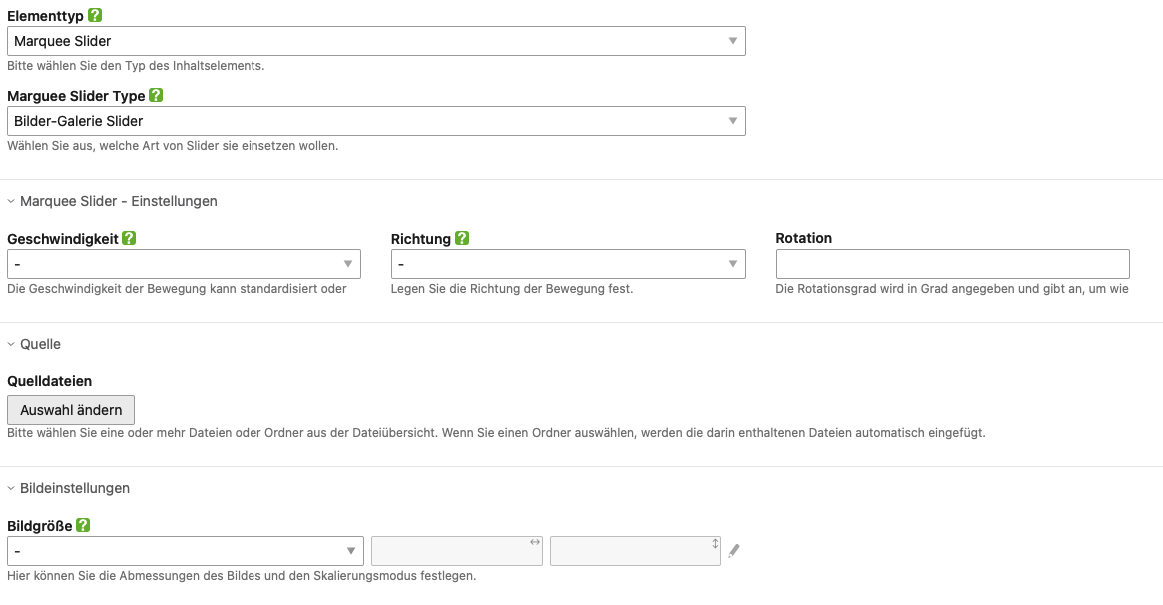 Elementtyp ?
Marquee Slider
Bitte wählen Sie den Typ des Inhaltselements.
Marguee Slider Type ?
Bilder-Galerie Slider
Wählen Sie aus, welche Art von Slider sie einsetzen wollen.
Marquee Slider - Einstellungen
Geschwindigkeit ? Richtung ? Rotation
- -
Die Geschwindigkeit der Bewegung kann standardisiert oder Legen Sie die Richtung der Bewegung fest. Die Rotationsgrad wird in Grad angegeben und gibt an, um wie
Quelle
Quelldateien
Auswahl ändern
Bitte wählen Sie eine oder mehr Dateien oder Ordner aus der Dateiübersicht. Wenn Sie einen Ordner auswählen, werden die darin enthaltenen Dateien automatisch eingefügt.
Bildeinstellungen
Bildgröße ?
-
Hier können Sie die Abmessungen des Bildes und den Skalierungsmodus festlegen.